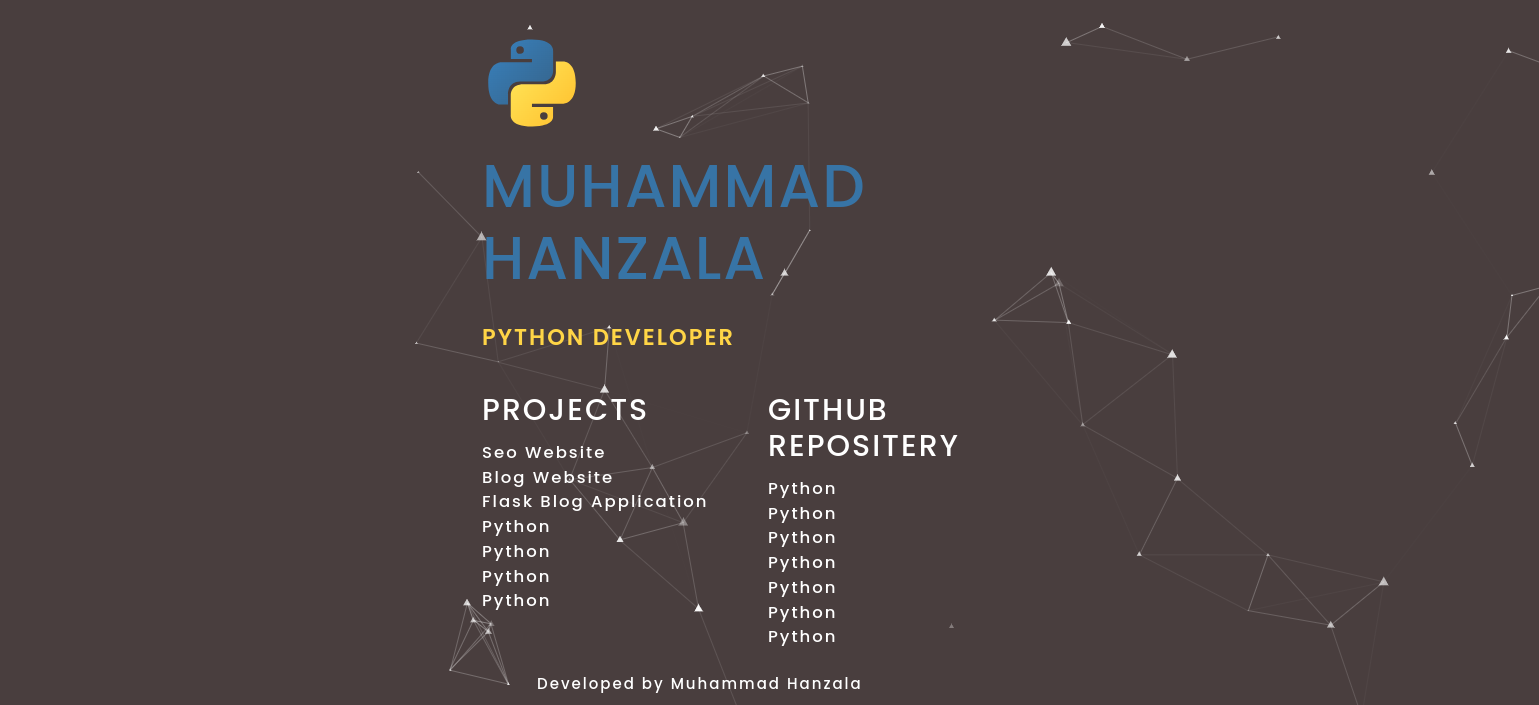 MUHAMMAD
HANZALA
PYTHON DEVELOPER
PROJECTS
Seo Website
Blog Website
Flask Blog Application
Python
Python
Python
Python
GITHUB
REPOSITERY
Python
Python
Python
Python
Python
Python
Python
Developed by Muhammad Hanzala